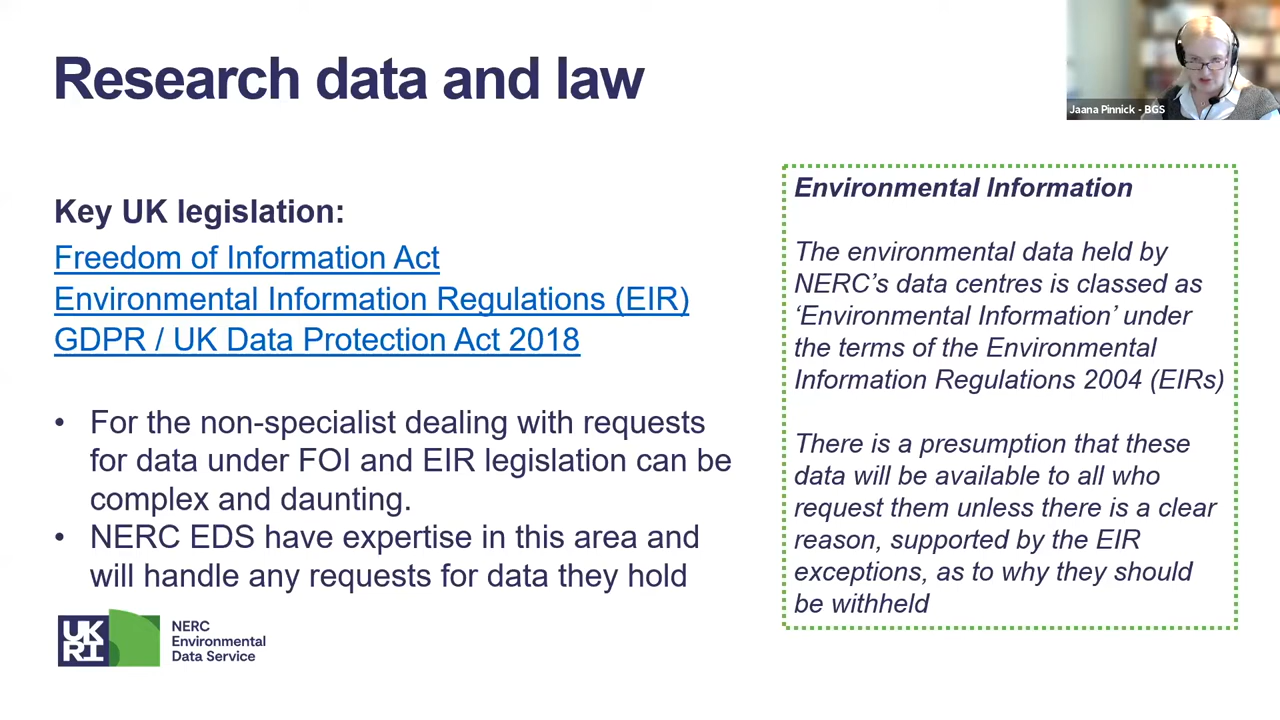 Research data and law
Jaana Pinnick - BGS
Key UK legislation:
Freedom of Information Act
Environmental Information Regulations (EIR)
GDPR / UK Data Protection Act 2018
• For the non-specialist dealing with requests
for data under FOI and EIR legislation can be
complex and daunting.
• NERC EDS have expertise in this area and
will handle any requests for data they hold
Environmental Information
The environmental data held by
NERC’s data centres is classed as
‘Environmental Information’ under
the terms of the Environmental
Information Regulations 2004 (EIRs)
There is a presumption that these
data will be available to all who
request them unless there is a clear
reason, supported by the EIR
exceptions, as to why they should
be withheld
UK
RI
NERC
Environmental
Data Service